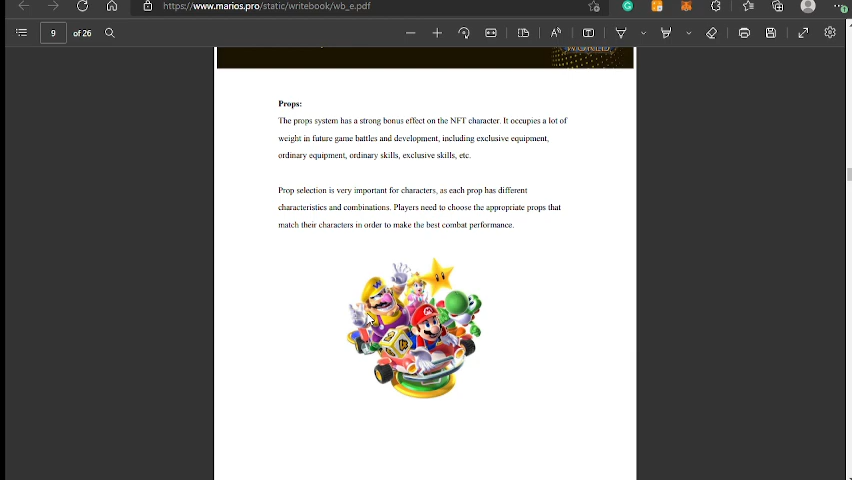 https://www.marios.pro/static/writebook/wb_e.pdf
9 of 26
Props:
The props system has a strong bonus effect on the NFT character. It occupies a lot of
weight in future game battles and development, including exclusive equipment,
ordinary equipment, ordinary skills, exclusive skills, etc.
Prop selection is very important for characters, as each prop has different
characteristics and combinations. Players need to choose the appropriate props that
match their characters in order to make the best combat performance.